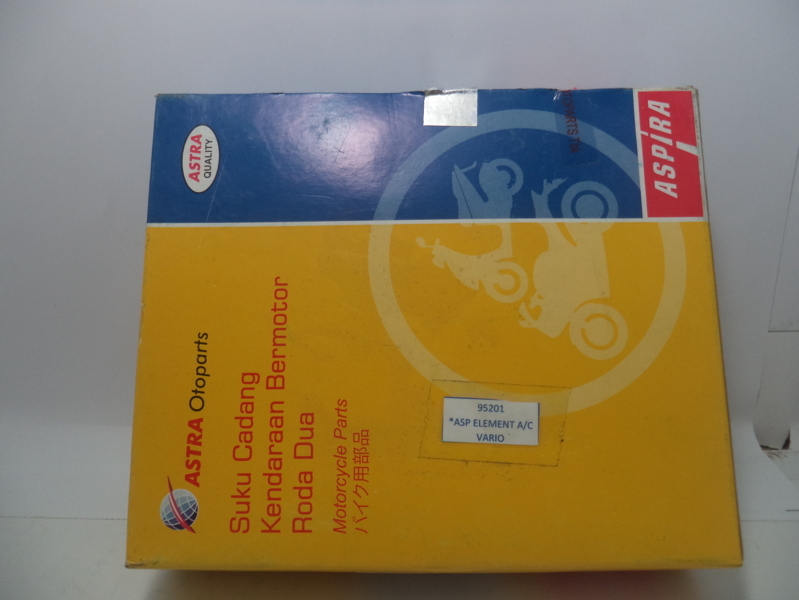 ASTRA
QUALITY
ASPIRA
ASTRA Otoparts
Suku Cadang
Kendaraan Bermotor
Roda Dua
Motorcycle Parts
バイク用部品
95201
*ASP ELEMENT A/C
VARIO